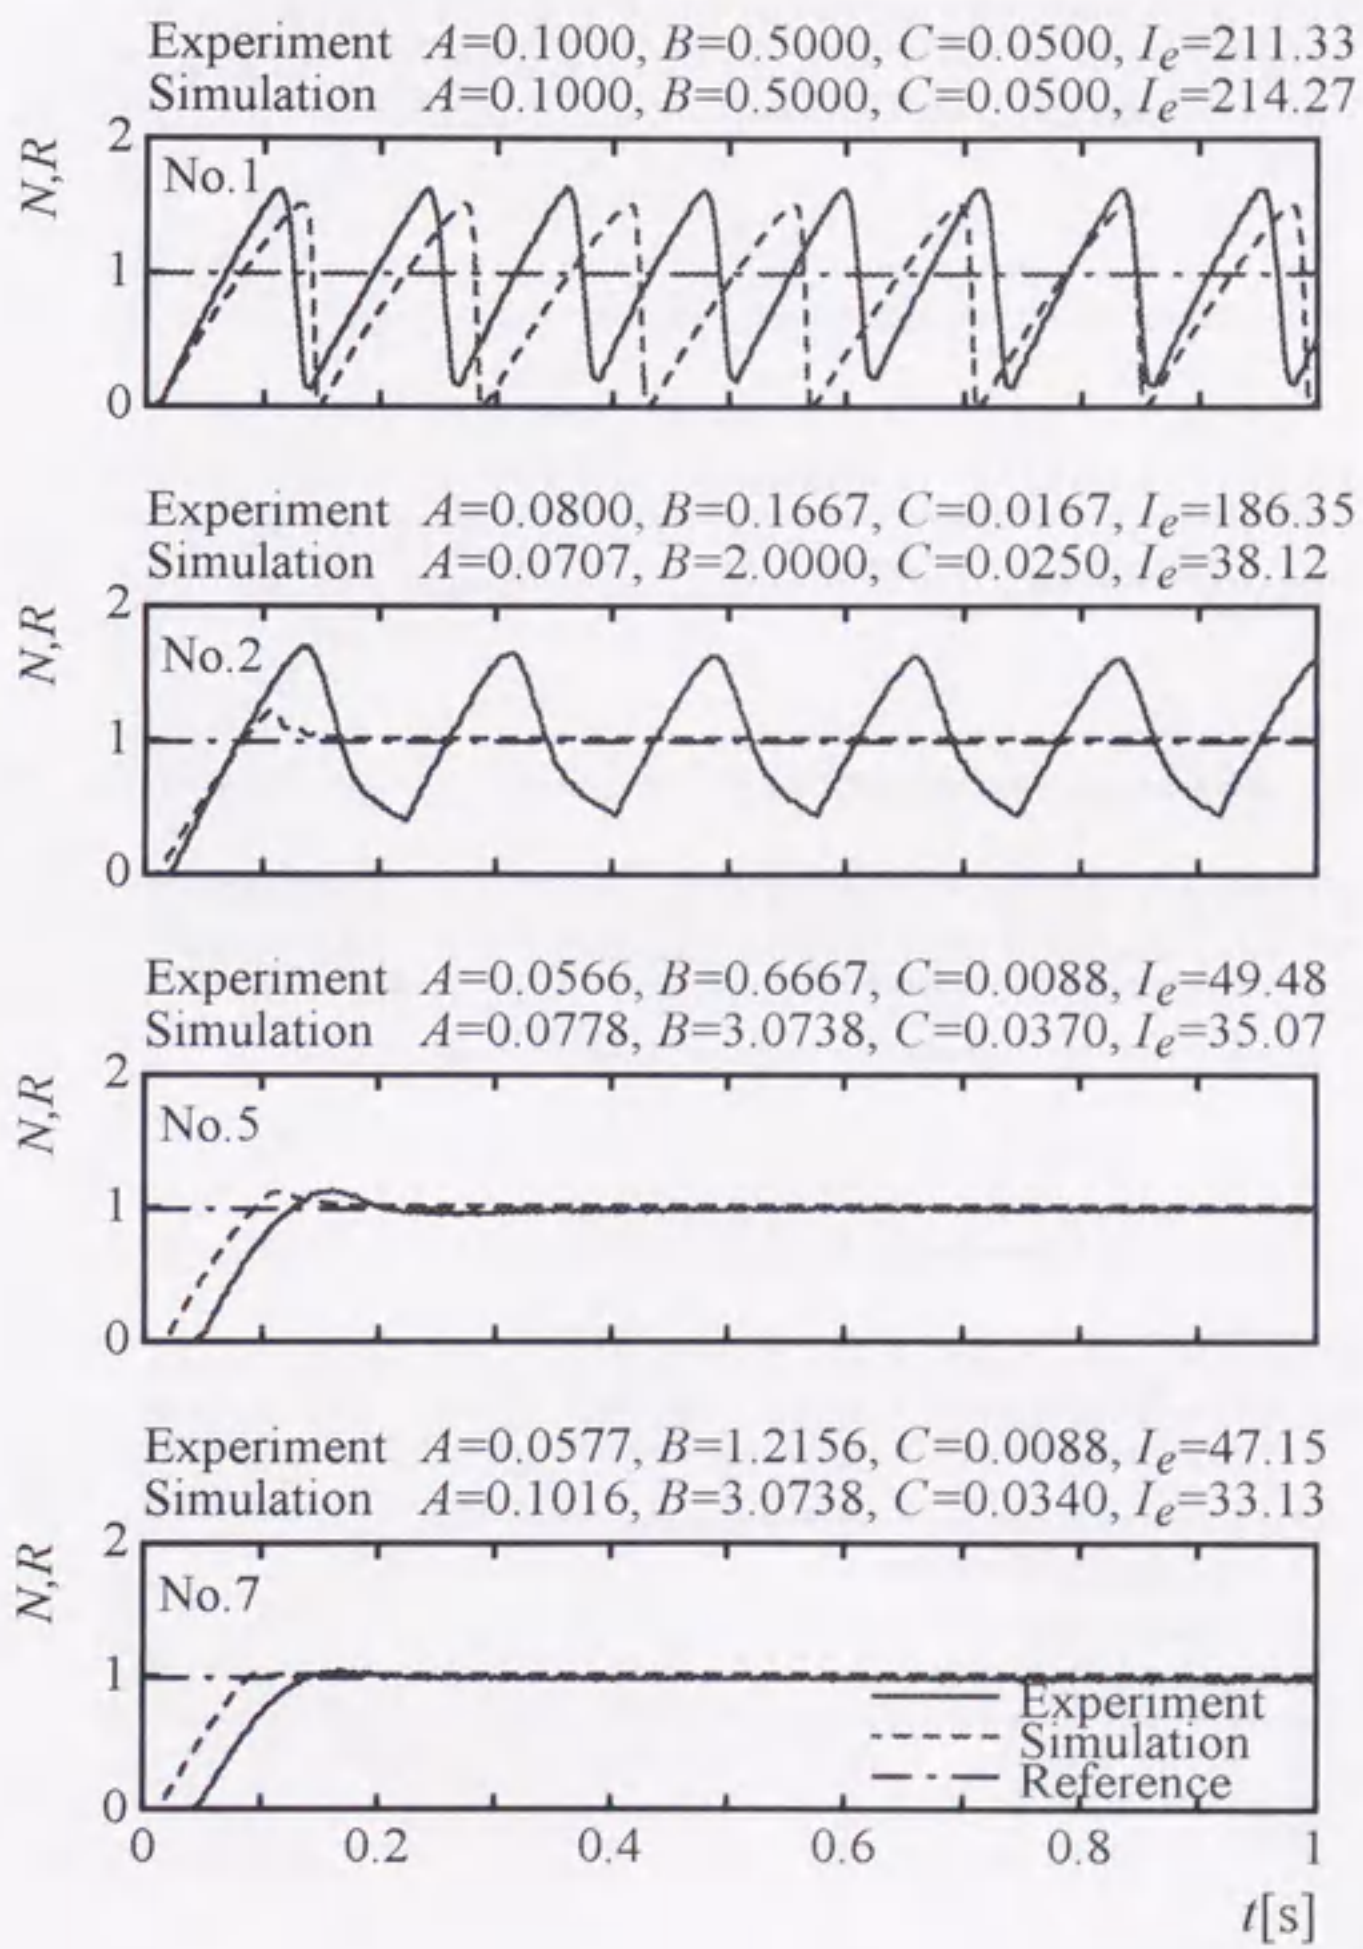 Experiment A=0.1000, B=0.5000, C=0.0500, Ie=211.33
Simulation A=0.1000, B=0.5000, C=0.0500, Ie=214.27
2
N,R
No.1
1
0
Experiment A=0.0800, B=0.1667, C=0.0167, Ie=186.35
Simulation A=0.0707, B=2.0000, C=0.0250, Ie=38.12
2
N,R
No.2
1
0
Experiment A=0.0566, B=0.6667, C=0.0088, Ie=49.48
Simulation A=0.0778, B=3.0738, C=0.0370, Ie=35.07
2
N,R
No.5
1
0
Experiment A=0.0577, B=1.2156, C=0.0088, Ie=47.15
Simulation A=0.1016, B=3.0738, C=0.0340, Ie=33.13
2
N,R
No.7
1
Experiment
Simulation
Reference
0
0 0.2 0.4 0.6 0.8 1
t[s]